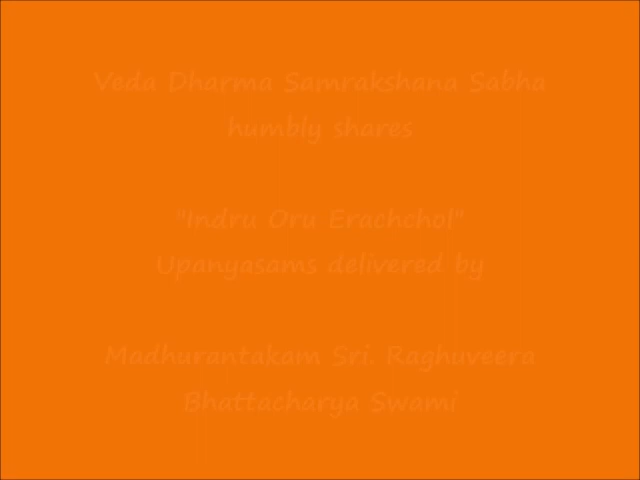 Veda Dharma Samrakshana Sabha
humbly shares
"Indru Oru Erachchol"
Upanyasams delivered by
Madhurantakam Sri. Raghuveera
Bhattacharya Swami